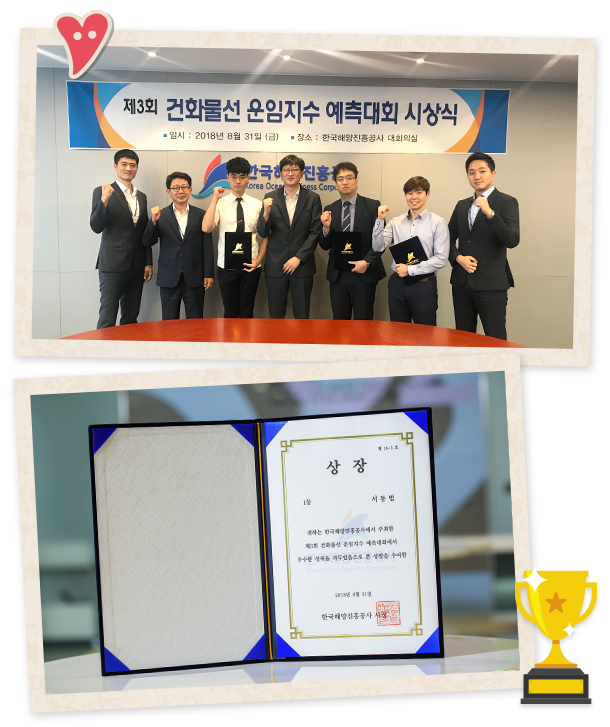 제3회 건화물선 운임지수 예측대회 시상식
▪ 일시 : 2018년 8월 31일 (금) ▪ 장소 : 한국해양진흥공사 대회의실
한국해양진흥공
Korea Ocean Business Corpo
제 18-2 호
상 장
1등 서동범
귀하는 한국해양진흥공사에서 주최한
제3회 건화물선 운임지수 예측대회에서
우수한 성적을 거두었음으로 본 상장을 수여함
2018년 8월 31일
한국해양진흥공사 사장